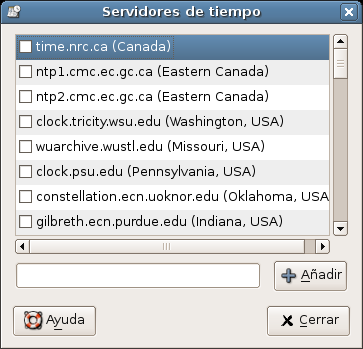 Servidores de tiempo
time.nrc.ca (Canada)
ntp1.cmc.ec.gc.ca (Eastern Canada)
ntp2.cmc.ec.gc.ca (Eastern Canada)
clock.tricity.wsu.edu (Washington, USA)
wuarchive.wustl.edu (Missouri, USA)
clock.psu.edu (Pennsylvania, USA)
constellation.ecn.uoknor.edu (Oklahoma, USA
gilbreth.ecn.purdue.edu (Indiana, USA)
Añadir
Ayuda
Cerrar